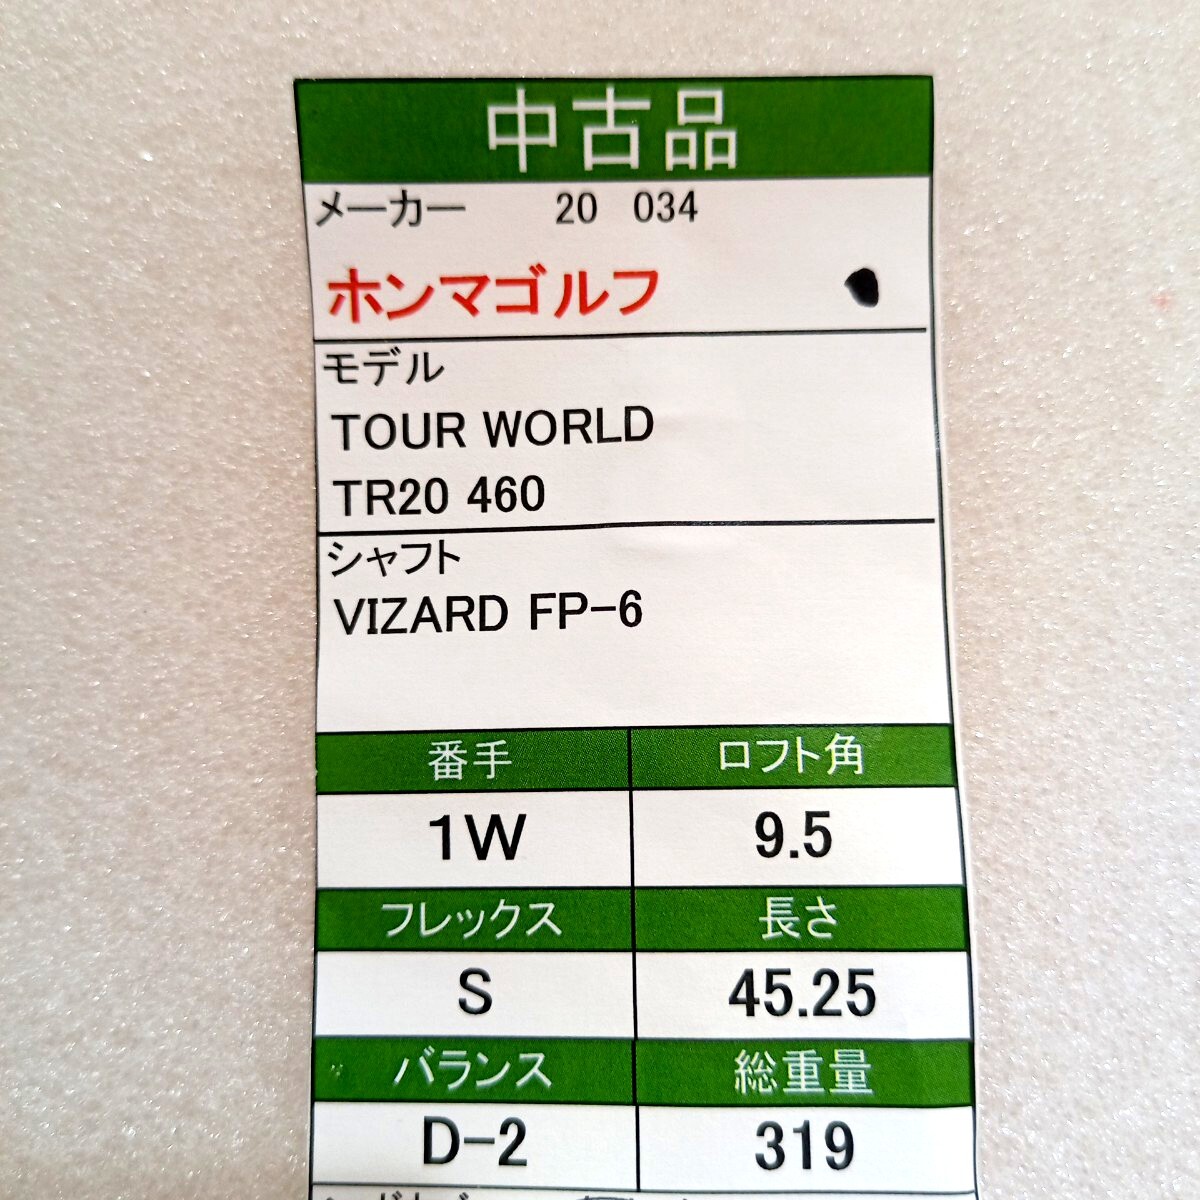 中古品
メーカー 20 034
ホンマゴルフ
モデル
TOUR WORLD
TR20 460
シャフト
VIZARD FP-6
番手 ロフト角
1W 9.5
フレックス 長さ
S 45.25
バランス 総重量
D-2 319